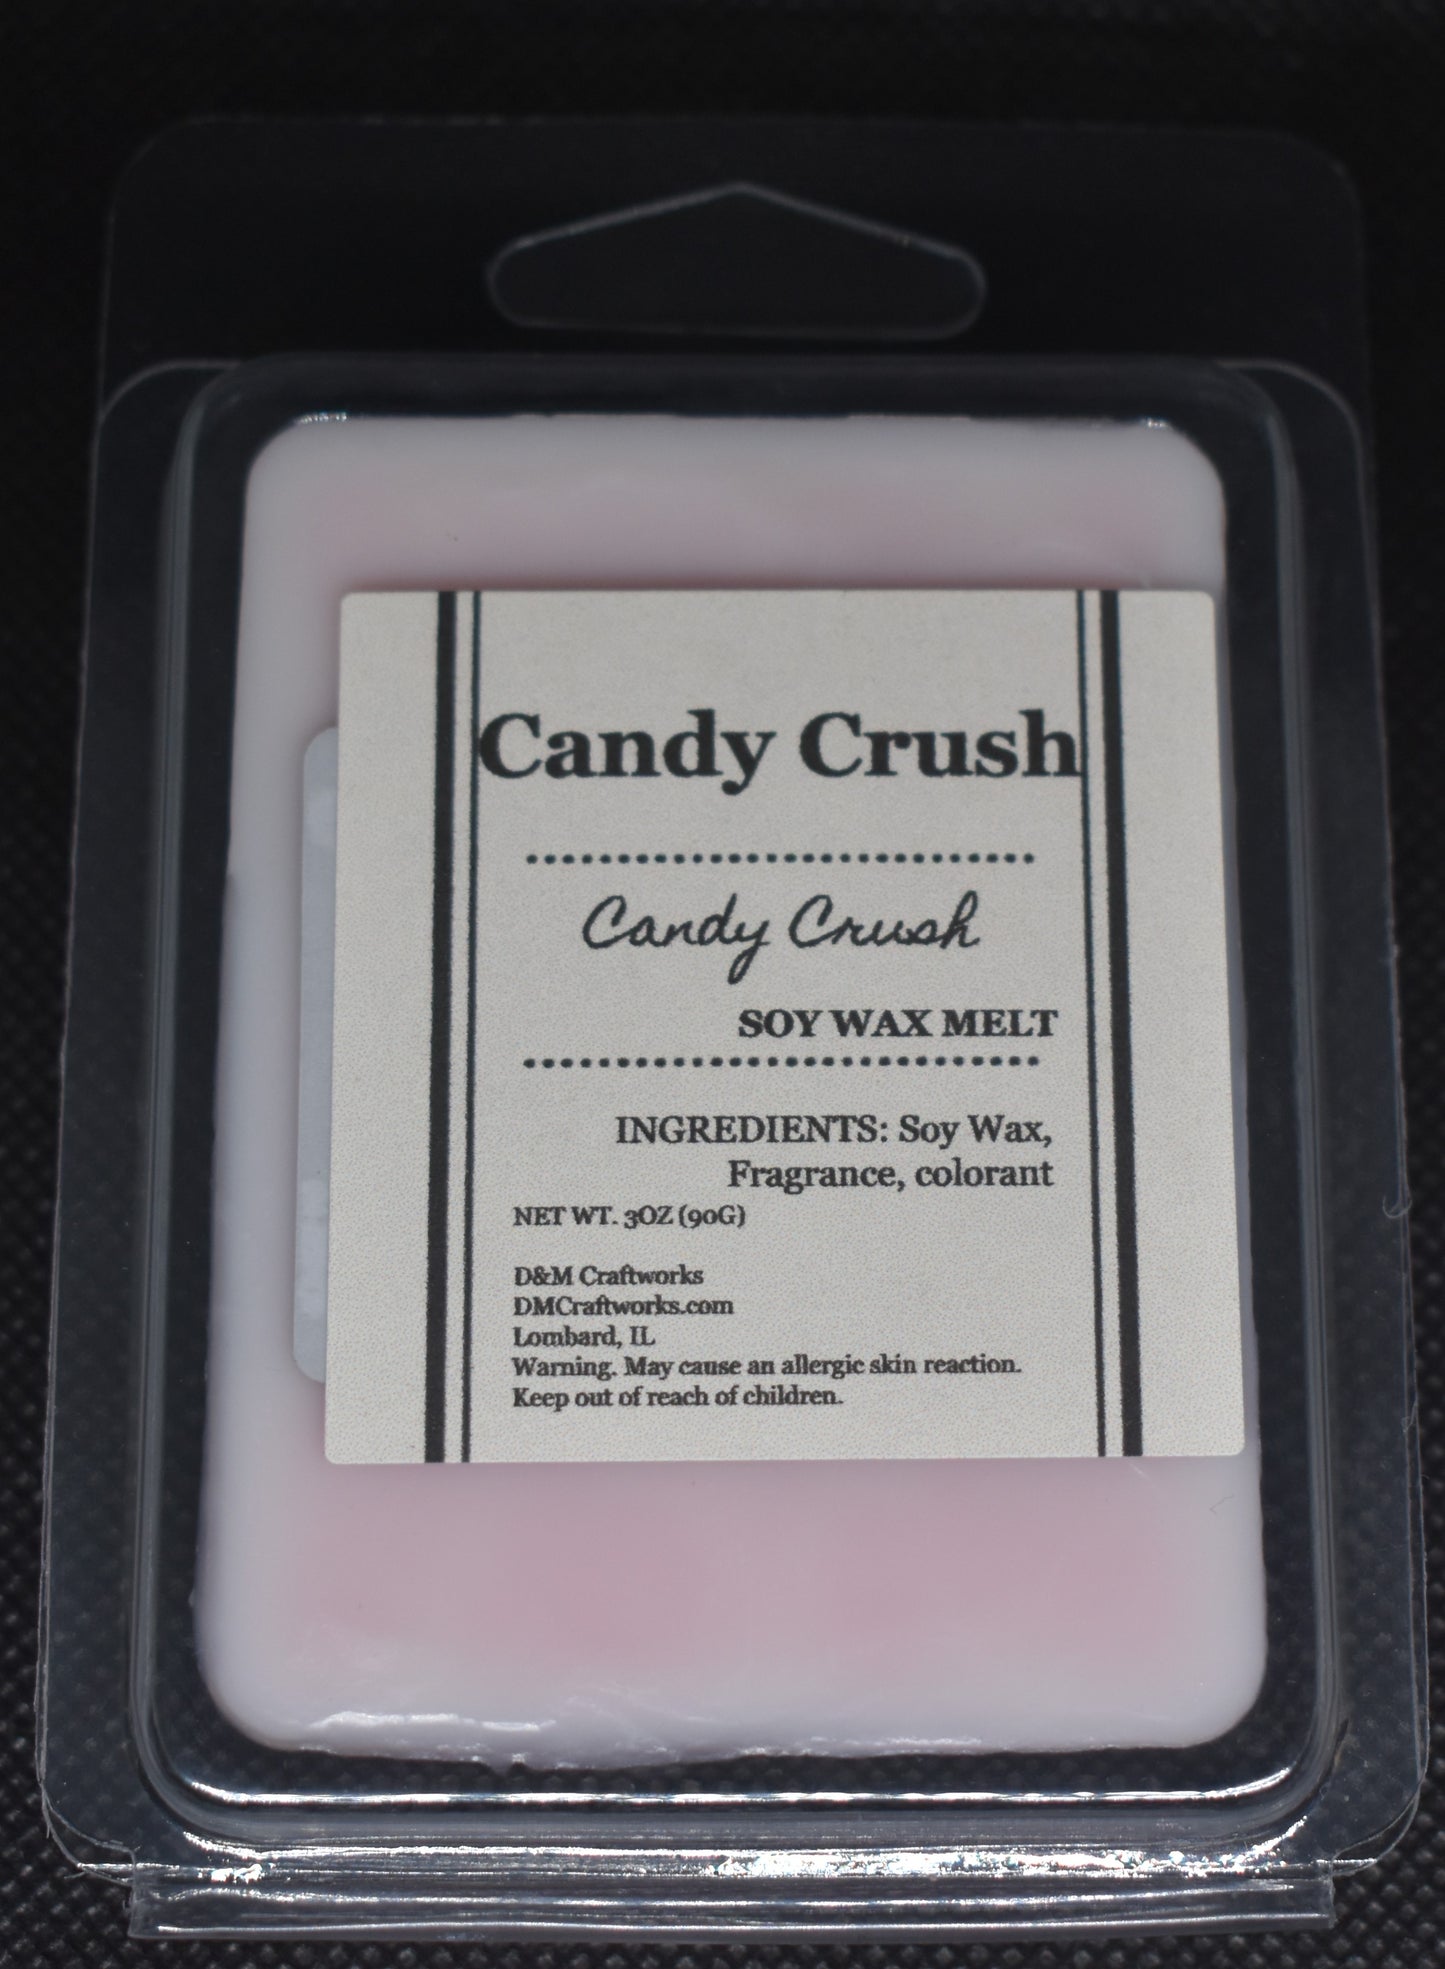 Candy Crush
Candy Crush
SOY WAX MELT
INGREDIENTS: Soy Wax,
Fragrance, colorant
NET WT. 3OZ (90G)
D&M Craftworks
DMCraftworks.com
Lombard, IL
Warning. May cause an allergic skin reaction.
Keep out of reach of children.